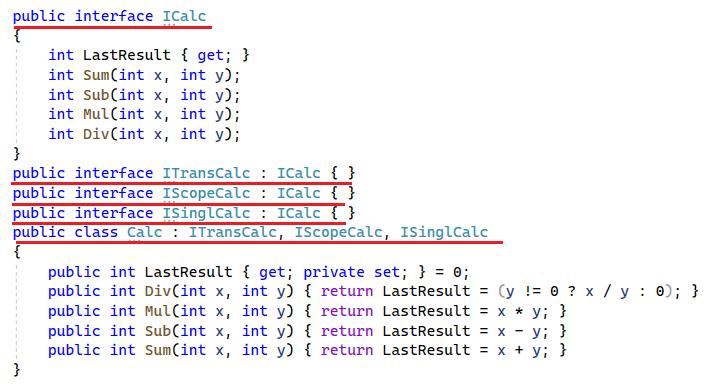 public interface ICalc
{
    int LastResult { get; }
    int Sum(int x, int y);
    int Sub(int x, int y);
    int Mul(int x, int y);
    int Div(int x, int y);
}
public interface ITransCalc : ICalc { }
public interface IScopeCalc : ICalc { }
public interface ISinglCalc : ICalc { }
public class Calc : ITransCalc, IScopeCalc, ISinglCalc
{
    public int LastResult { get; private set; } = 0;
    public int Div(int x, int y) { return LastResult = (y != 0 ? x / y : 0); }
    public int Mul(int x, int y) { return LastResult = x * y; }
    public int Sub(int x, int y) { return LastResult = x - y; }
    public int Sum(int x, int y) { return LastResult = x + y; }
}